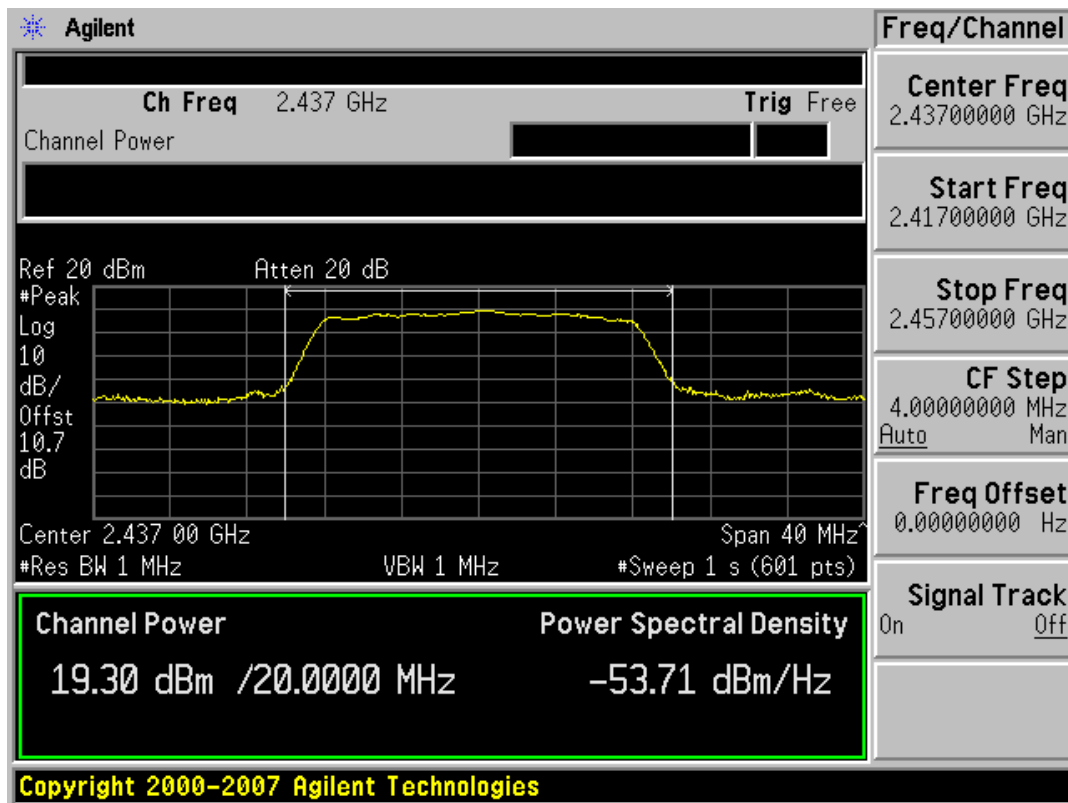 Agilent
Freq/Channel
Ch Freq 2.437 GHz Trig Free
Channel Power
Center Freq
2.43700000 GHz
Start Freq
2.41700000 GHz
Stop Freq
2.45700000 GHz
CF Step
4.00000000 MHz
Auto Man
Freq Offset
0.00000000 Hz
Signal Track
On Off
Ref 20 dBm Atten 20 dB
#Peak
Log
10
dB/
Offst
10.7
dB
Center 2.437 00 GHz Span 40 MHz^
#Res BW 1 MHz VBW 1 MHz #Sweep 1 s (601 pts)
Channel Power Power Spectral Density
19.30 dBm /20.0000 MHz -53.71 dBm/Hz
Copyright 2000-2007 Agilent Technologies